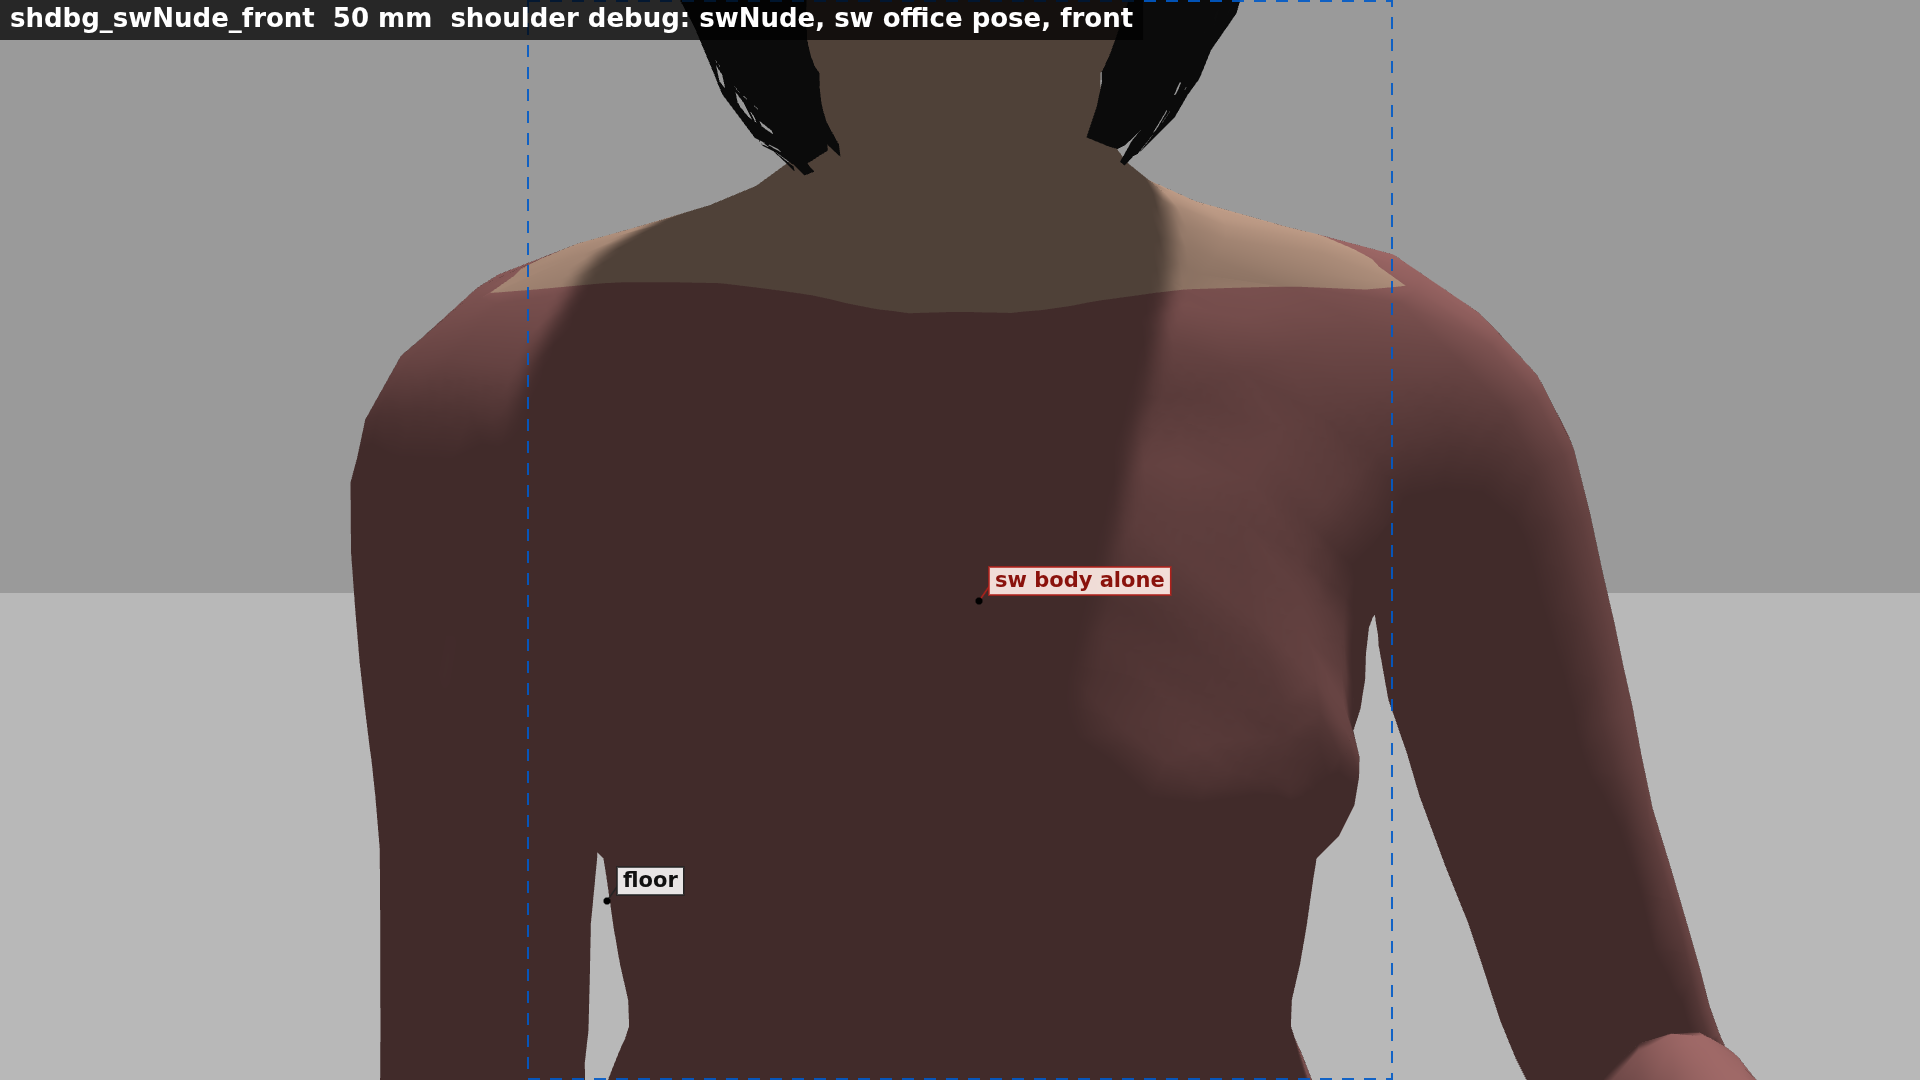 shdbg_swNude_front  50 mm  shoulder debug: swNude, sw office pose, front
sw body alone
floor